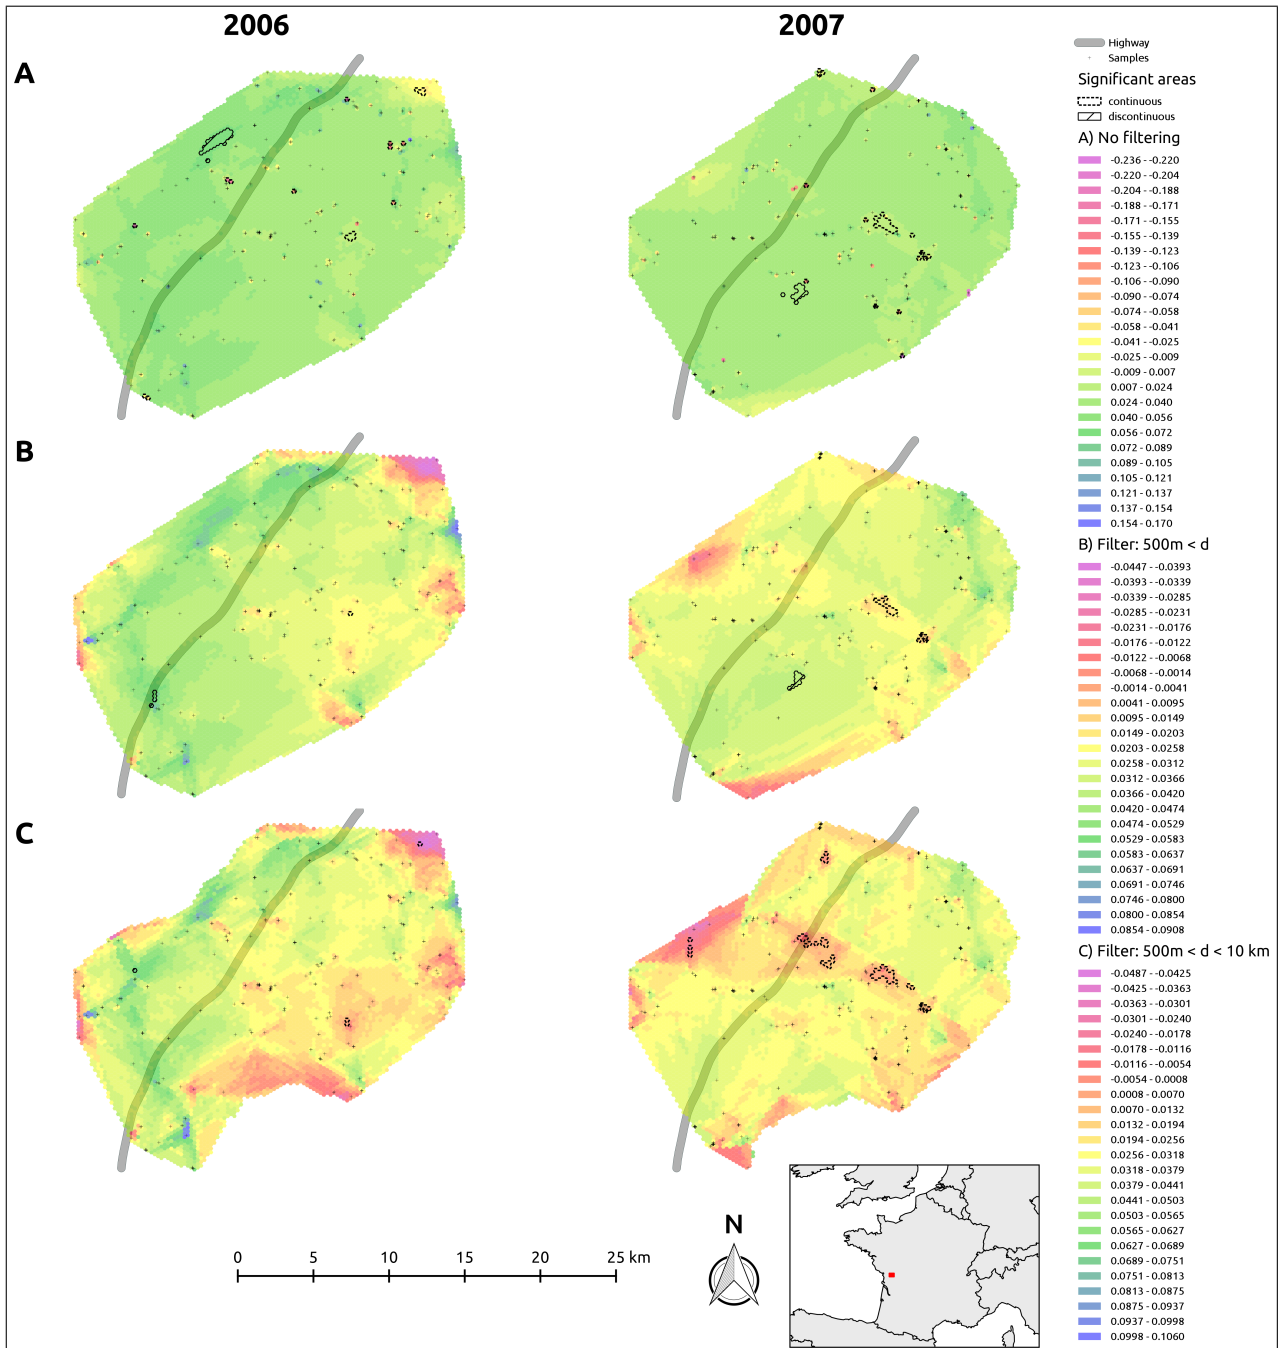 2006
2007
A
B
C
Highway
Samples
Significant areas
continuous
discontinuous
A) No filtering
-0.236 - -0.220
-0.220 - -0.204
-0.204 - -0.188
-0.188 - -0.171
-0.171 - -0.155
-0.155 - -0.139
-0.139 - -0.123
-0.123 - -0.106
-0.106 - -0.090
-0.090 - -0.074
-0.074 - -0.058
-0.058 - -0.041
-0.041 - -0.025
-0.025 - -0.009
-0.009 - 0.007
0.007 - 0.024
0.024 - 0.040
0.040 - 0.056
0.056 - 0.072
0.072 - 0.089
0.089 - 0.105
0.105 - 0.121
0.121 - 0.137
0.137 - 0.154
0.154 - 0.170
B) Filter: 500m < d
-0.0447 - -0.0393
-0.0393 - -0.0339
-0.0339 - -0.0285
-0.0285 - -0.0231
-0.0231 - -0.0176
-0.0176 - -0.0122
-0.0122 - -0.0068
-0.0068 - -0.0014
-0.0014 - 0.0041
0.0041 - 0.0095
0.0095 - 0.0149
0.0149 - 0.0203
0.0203 - 0.0258
0.0258 - 0.0312
0.0312 - 0.0366
0.0366 - 0.0420
0.0420 - 0.0474
0.0474 - 0.0529
0.0529 - 0.0583
0.0583 - 0.0637
0.0637 - 0.0691
0.0691 - 0.0746
0.0746 - 0.0800
0.0800 - 0.0854
0.0854 - 0.0908
C) Filter: 500m < d < 10 km
-0.0487 - -0.0425
-0.0425 - -0.0363
-0.0363 - -0.0301
-0.0301 - -0.0240
-0.0240 - -0.0178
-0.0178 - -0.0116
-0.0116 - -0.0054
-0.0054 - 0.0008
0.0008 - 0.0070
0.0070 - 0.0132
0.0132 - 0.0194
0.0194 - 0.0256
0.0256 - 0.0318
0.0318 - 0.0379
0.0379 - 0.0441
0.0441 - 0.0503
0.0503 - 0.0565
0.0565 - 0.0627
0.0627 - 0.0689
0.0689 - 0.0751
0.0751 - 0.0813
0.0813 - 0.0875
0.0875 - 0.0937
0.0937 - 0.0998
0.0998 - 0.1060
0 5 10 15 20 25 km
N